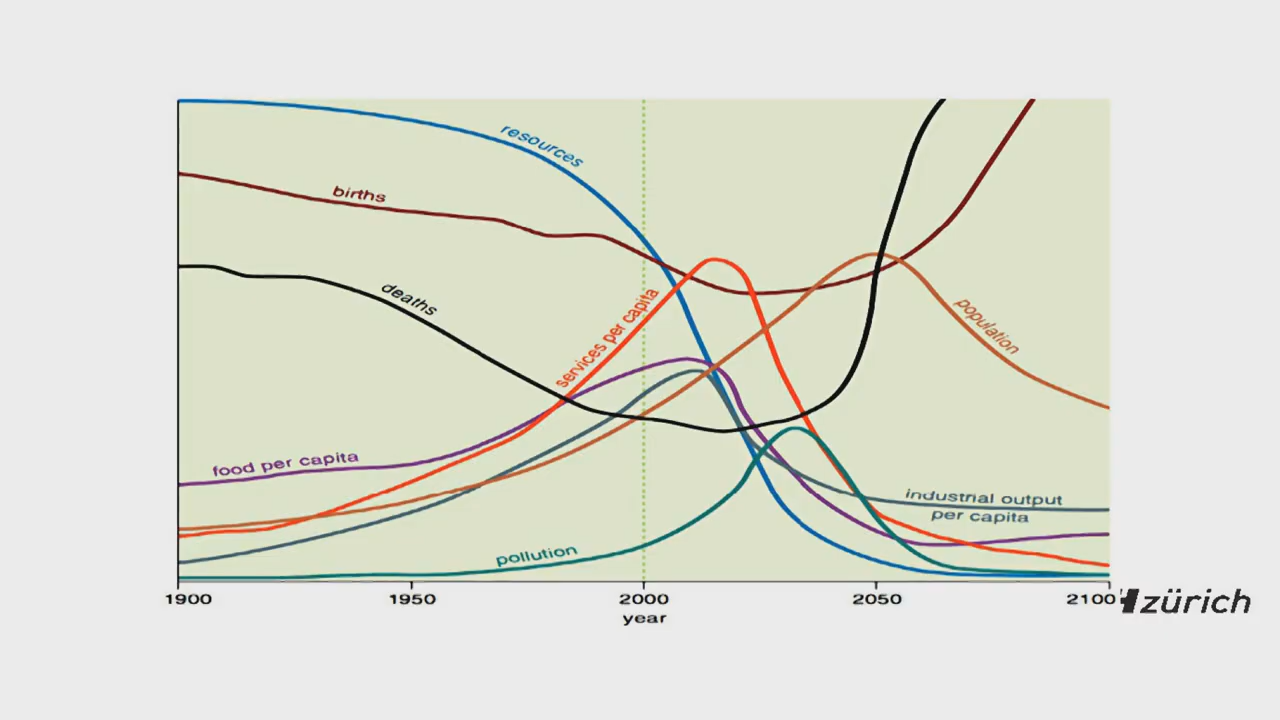 resources
births
deaths
services per capita
population
food per capita
industrial output
per capita
pollution
1900
1950
2000
2050
2100
year
zürich